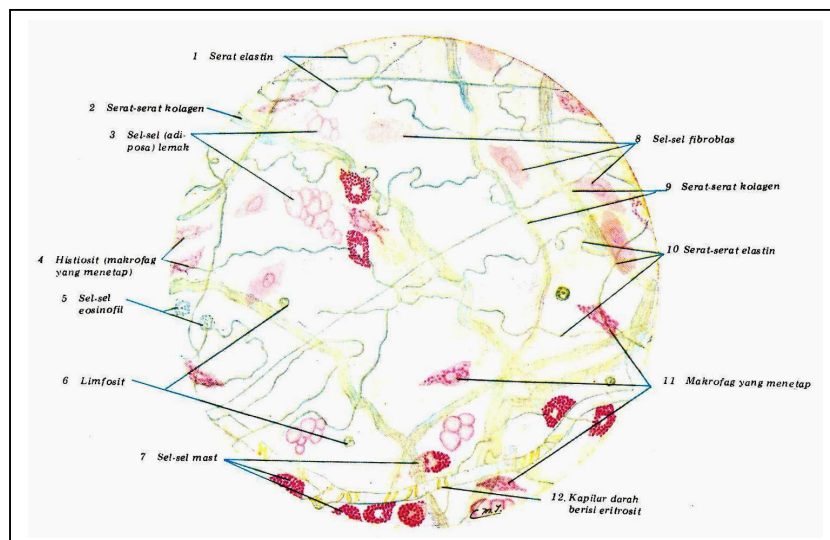 1 Serat elastin
2 Serat-serat kolagen
3 Sel-sel (adi-
posa) lemak
4 Histiosit (makrofag
yang menetap)
5 Sel-sel
eosinofil
6 Limfosit
7 Sel-sel mast
8 Sel-sel fibroblas
9 Serat-serat kolagen
10 Serat-serat elastin
11 Makrofag yang menetap
12. Kapilar darah
berisi eritrosit